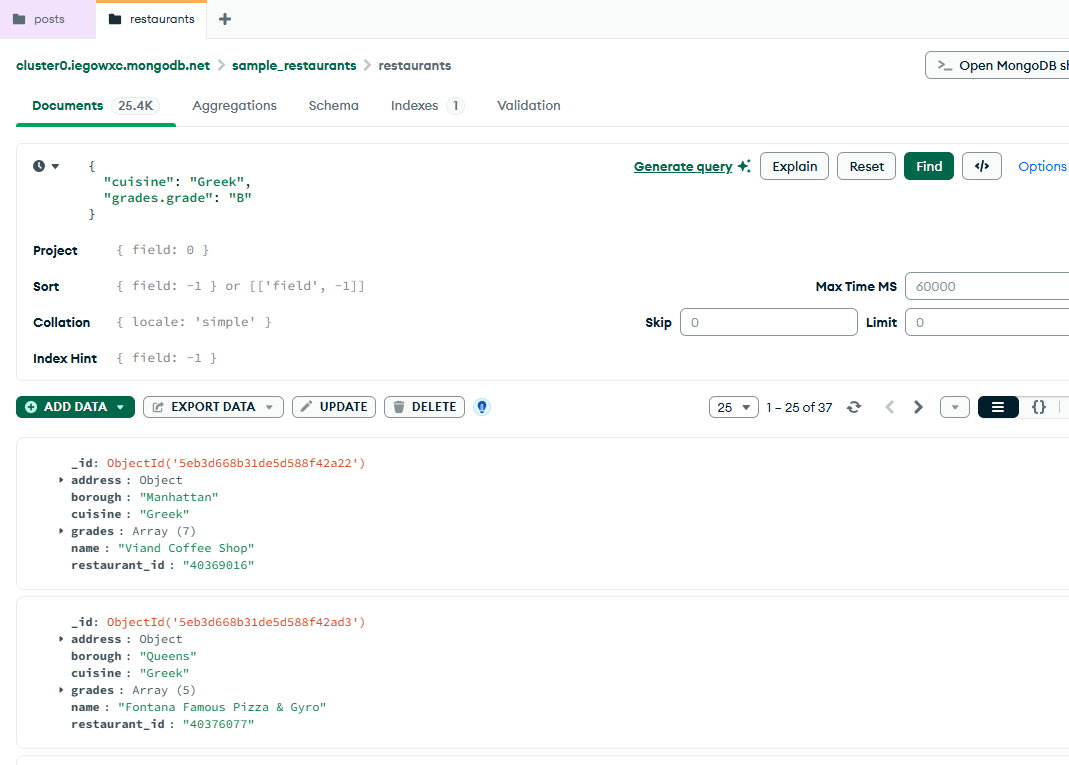 posts
restaurants
cluster0.iegowxc.mongodb.net > sample_restaurants > restaurants
>_ Open MongoDB sh
Documents 25.4K Aggregations Schema Indexes 1 Validation
{
"cuisine": "Greek",
"grades.grade": "B"
}
Generate query Explain Reset Find </> Options
Project { field: 0 }
Sort { field: -1 } or [['field', -1]]
Max Time MS 60000
Collation { locale: 'simple' }
Skip 0 Limit 0
Index Hint { field: -1 }
ADD DATA EXPORT DATA UPDATE DELETE
25 1 – 25 of 37 {}
_id: ObjectId('5eb3d668b31de5d588f42a22')
address : Object
borough : "Manhattan"
cuisine : "Greek"
grades : Array (7)
name : "Viand Coffee Shop"
restaurant_id : "40369016"
_id: ObjectId('5eb3d668b31de5d588f42ad3')
address : Object
borough : "Queens"
cuisine : "Greek"
grades : Array (5)
name : "Fontana Famous Pizza & Gyro"
restaurant_id : "40376077"